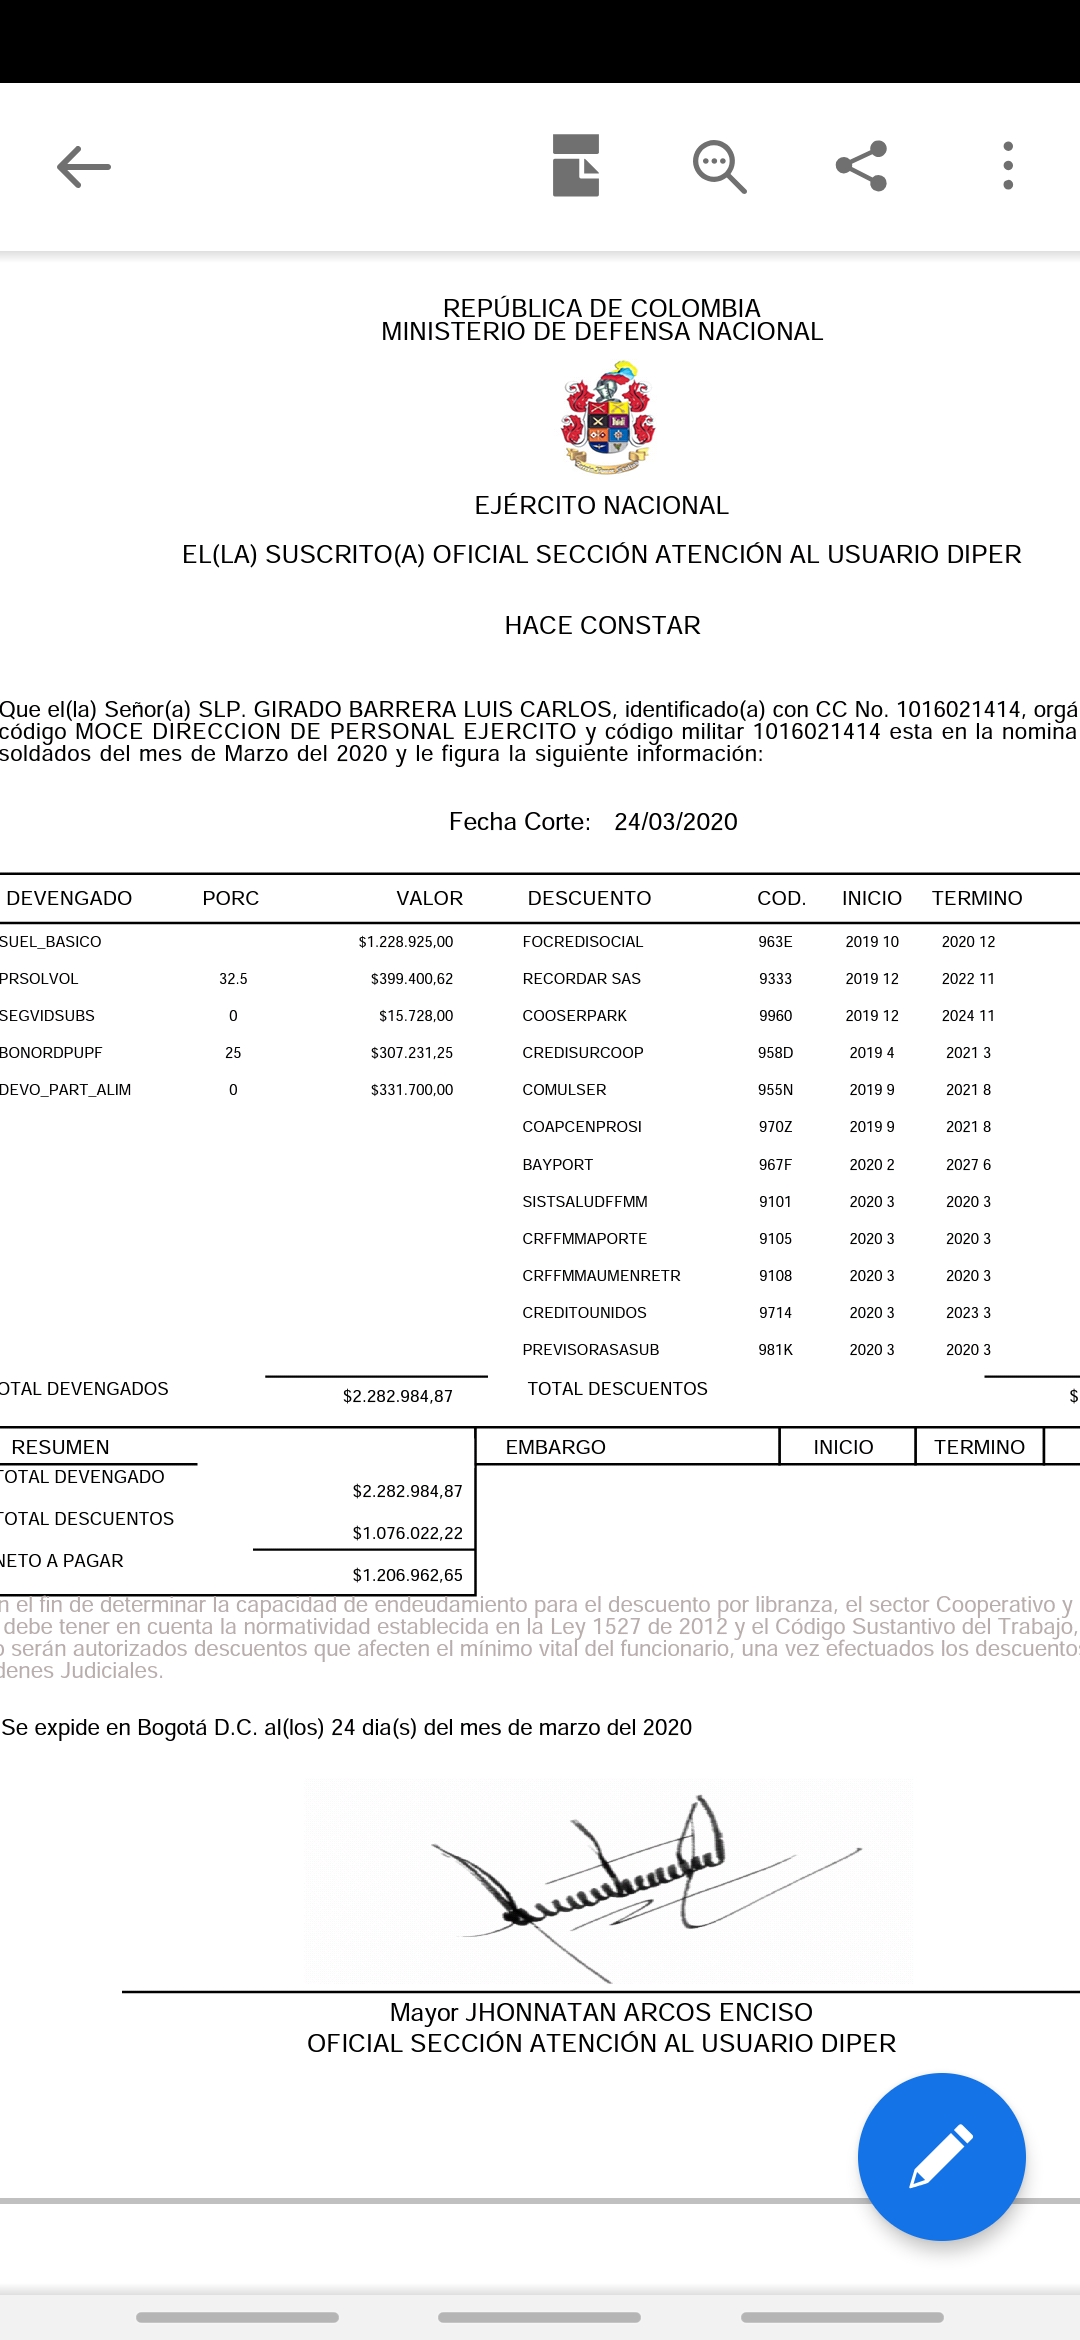 REPÚBLICA DE COLOMBIA
MINISTERIO DE DEFENSA NACIONAL
EJÉRCITO NACIONAL
EL(LA) SUSCRITO(A) OFICIAL SECCIÓN ATENCIÓN AL USUARIO DIPER
HACE CONSTAR
Que el(la) Señor(a) SLP. GIRADO BARRERA LUIS CARLOS, identificado(a) con CC No. 1016021414, orgá
código MOCE DIRECCION DE PERSONAL EJERCITO y código militar 1016021414 esta en la nomina
soldados del mes de Marzo del 2020 y le figura la siguiente información:
Fecha Corte: 24/03/2020
DEVENGADO PORC VALOR DESCUENTO COD. INICIO TERMINO
SUEL_BASICO $1.228.925,00 FOCREDISOCIAL 963E 2019 10 2020 12
PRSOLVOL 32.5 $399.400,62 RECORDAR SAS 9333 2019 12 2022 11
SEGVIDSUBS 0 $15.728,00 COOSERPARK 9960 2019 12 2024 11
BONORDPUPF 25 $307.231,25 CREDISURCOOP 958D 2019 4 2021 3
DEVO_PART_ALIM 0 $331.700,00 COMULSER 955N 2019 9 2021 8
COAPCENPROSI 970Z 2019 9 2021 8
BAYPORT 967F 2020 2 2027 6
SISTSALUDFFMM 9101 2020 3 2020 3
CRFFMMAPORTE 9105 2020 3 2020 3
CRFFMMAUMENRETR 9108 2020 3 2020 3
CREDITOUNIDOS 9714 2020 3 2023 3
PREVISORASASUB 981K 2020 3 2020 3
OTAL DEVENGADOS $2.282.984,87 TOTAL DESCUENTOS $
RESUMEN EMBARGO INICIO TERMINO
TOTAL DEVENGADO $2.282.984,87
TOTAL DESCUENTOS $1.076.022,22
NETO A PAGAR $1.206.962,65
n el fin de determinar la capacidad de endeudamiento para el descuento por libranza, el sector Cooperativo y
debe tener en cuenta la normatividad establecida en la Ley 1527 de 2012 y el Código Sustantivo del Trabajo,
o serán autorizados descuentos que afecten el mínimo vital del funcionario, una vez efectuados los descuentos
denes Judiciales.
Se expide en Bogotá D.C. al(los) 24 dia(s) del mes de marzo del 2020
Mayor JHONNATAN ARCOS ENCISO
OFICIAL SECCIÓN ATENCIÓN AL USUARIO DIPER